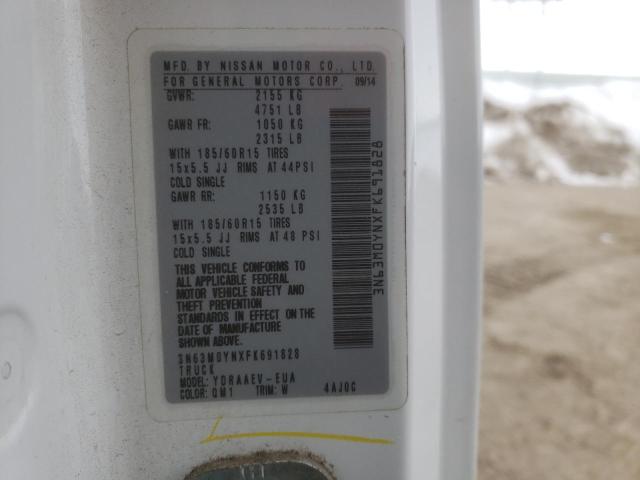 MFD. BY NISSAN MOTOR CO., LTD.
FOR GENERAL MOTORS CORP 09/14
GVWR: 2155 KG
4751 LB
GAWR FR: 1050 KG
2315 LB
WITH 185/60R15 TIRES
15x5.5 JJ RIMS AT 44PSI
COLD SINGLE
GAWR RR: 1150 KG
2535 LB
WITH 185/60R15 TIRES
15x5.5 JJ RIMS AT 48 PSI
COLD SINGLE
THIS VEHICLE CONFORMS TO
ALL APPLICABLE FEDERAL
MOTOR VEHICLE SAFETY AND
THEFT PREVENTION
STANDARDS IN EFFECT ON
THE DATE OF MANUFACTURE
SHOWN ABOVE.
3N63M0YNXFK691828
TRUCK
MODEL: YDRAAEV-EUA
COLOR: QM1 TRIM: W 4AJ0C
3N63M0YNXFK691828